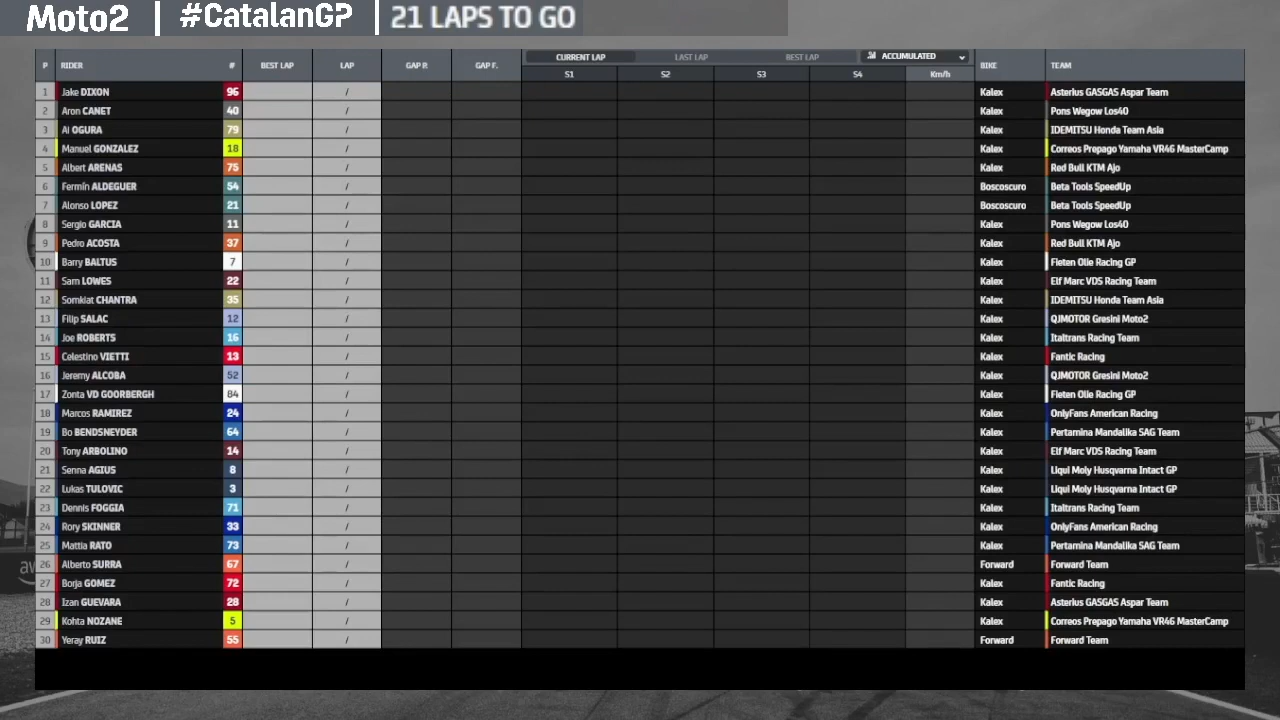 Moto2 | #CatalanGP | 21 LAPS TO GO
P RIDER # BEST LAP LAP GAP P. GAP F. CURRENT LAP LAST LAP BEST LAP ACCUMULATED BIKE TEAM
S1 S2 S3 S4 Km/h
1 Jake DIXON 96 / Kalex Asterius GASGAS Aspar Team
2 Aron CANET 40 / Kalex Pons Wegow Los40
3 Ai OGURA 79 / Kalex IDEMITSU Honda Team Asia
4 Manuel GONZALEZ 18 / Kalex Correos Prepago Yamaha VR46 MasterCamp
5 Albert ARENAS 75 / Kalex Red Bull KTM Ajo
6 Fermín ALDEGUER 54 / Boscoscuro Beta Tools SpeedUp
7 Alonso LOPEZ 21 / Boscoscuro Beta Tools SpeedUp
8 Sergio GARCIA 11 / Kalex Pons Wegow Los40
9 Pedro ACOSTA 37 / Kalex Red Bull KTM Ajo
10 Barry BALTUS 7 / Kalex Fieten Olie Racing GP
11 Sam LOWES 22 / Kalex Elf Marc VDS Racing Team
12 Somkiat CHANTRA 35 / Kalex IDEMITSU Honda Team Asia
13 Filip SALAC 12 / Kalex QJMOTOR Gresini Moto2
14 Joe ROBERTS 16 / Kalex Italtrans Racing Team
15 Celestino VIETTI 13 / Kalex Fantic Racing
16 Jeremy ALCOBA 52 / Kalex QJMOTOR Gresini Moto2
17 Zonta VD GOORBERGH 84 / Kalex Fieten Olie Racing GP
18 Marcos RAMIREZ 24 / Kalex OnlyFans American Racing
19 Bo BENDSNEYDER 64 / Kalex Pertamina Mandalika SAG Team
20 Tony ARBOLINO 14 / Kalex Elf Marc VDS Racing Team
21 Senna AGIUS 8 / Kalex Liqui Moly Husqvarna Intact GP
22 Lukas TULOVIC 3 / Kalex Liqui Moly Husqvarna Intact GP
23 Dennis FOGGIA 71 / Kalex Italtrans Racing Team
24 Rory SKINNER 33 / Kalex OnlyFans American Racing
25 Mattia RATO 73 / Kalex Pertamina Mandalika SAG Team
26 Alberto SURRA 67 / Forward Forward Team
27 Borja GOMEZ 72 / Kalex Fantic Racing
28 Izan GUEVARA 28 / Kalex Asterius GASGAS Aspar Team
29 Kohta NOZANE 5 / Kalex Correos Prepago Yamaha VR46 MasterCamp
30 Yeray RUIZ 55 / Forward Forward Team